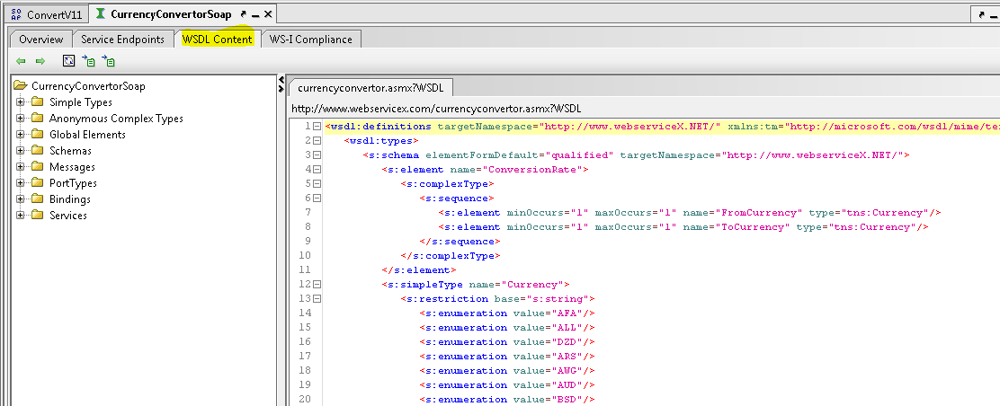 SOAP ConvertV11 CurrencyConvertorSoap
Overview Service Endpoints WSDL Content WS-I Compliance
CurrencyConvertorSoap
Simple Types
Anonymous Complex Types
Global Elements
Schemas
Messages
PortTypes
Bindings
Services
currencyconvertor.asmx?WSDL
http://www.webservicex.com/currencyconvertor.asmx?WSDL
1 <wsdl:definitions targetNamespace="http://www.webserviceX.NET/" xmlns:tm="http://microsoft.com/wsdl/mime/te
2 <wsdl:types>
3 <s:schema elementFormDefault="qualified" targetNamespace="http://www.webserviceX.NET/">
4 <s:element name="ConversionRate">
5 <s:complexType>
6 <s:sequence>
7 <s:element minOccurs="1" maxOccurs="1" name="FromCurrency" type="tns:Currency"/>
8 <s:element minOccurs="1" maxOccurs="1" name="ToCurrency" type="tns:Currency"/>
9 </s:sequence>
10 </s:complexType>
11 </s:element>
12 <s:simpleType name="Currency">
13 <s:restriction base="s:string">
14 <s:enumeration value="AFA"/>
15 <s:enumeration value="ALL"/>
16 <s:enumeration value="DZD"/>
17 <s:enumeration value="ARS"/>
18 <s:enumeration value="AWG"/>
19 <s:enumeration value="AUD"/>
20 <s:enumeration value="BSD"/>